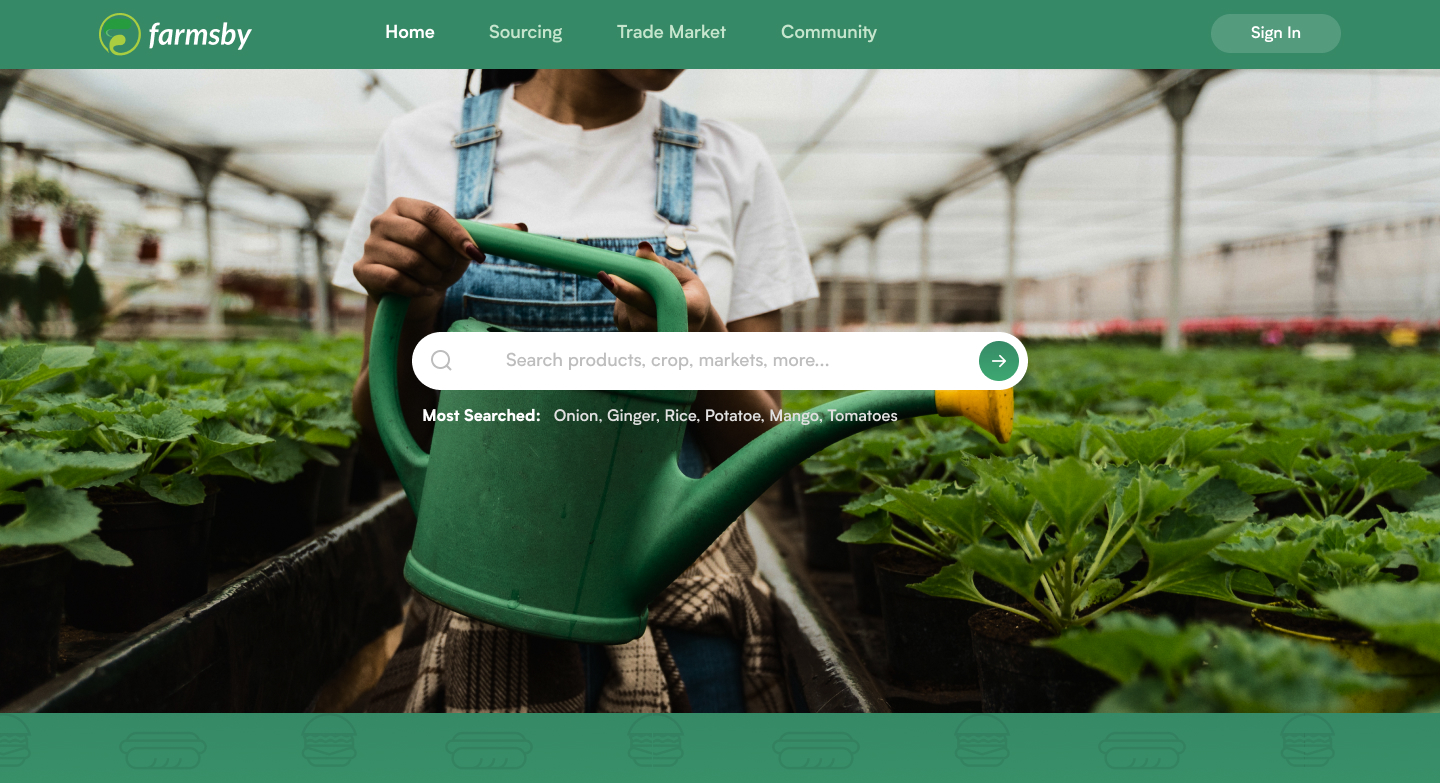 farmsby Home Sourcing Trade Market Community Sign In
Search products, crop, markets, more...
Most Searched: Onion, Ginger, Rice, Potatoe, Mango, Tomatoes